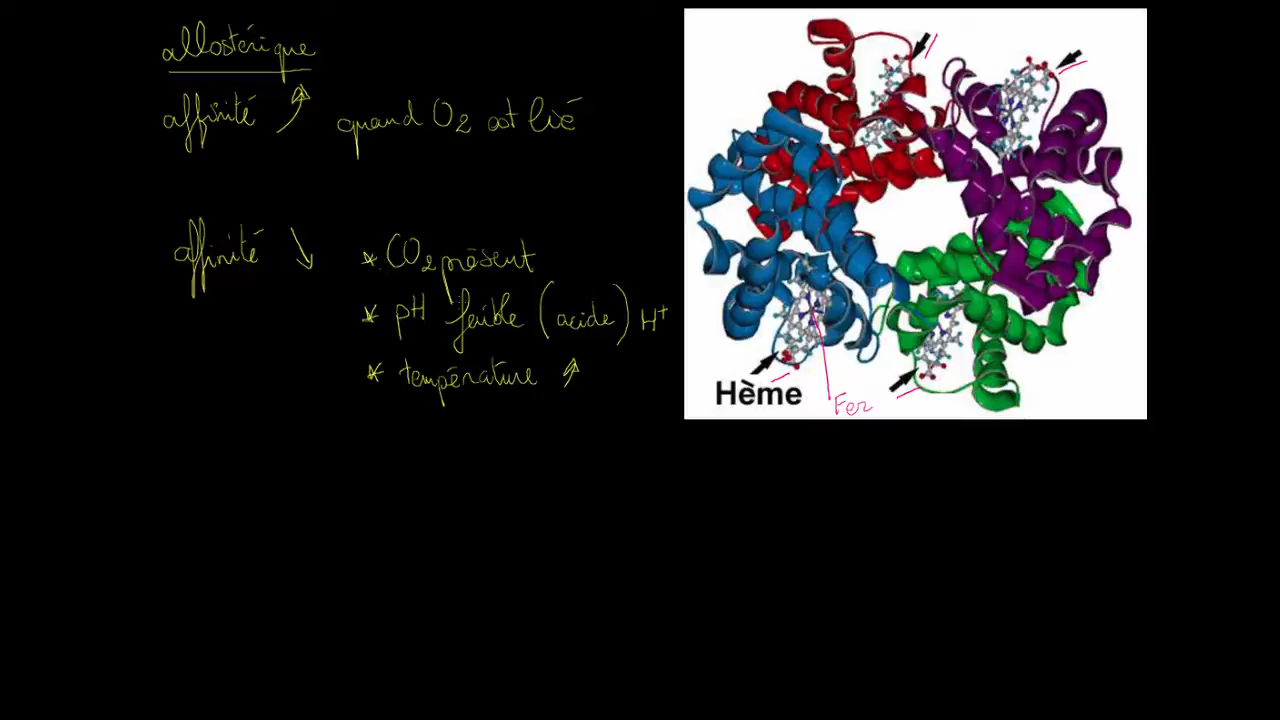 allostérique
affinité ↗ quand O2 est lié
affinité ↘ * CO2 présent
* pH faible (acide) H+
* température ↗
Hème
Fer